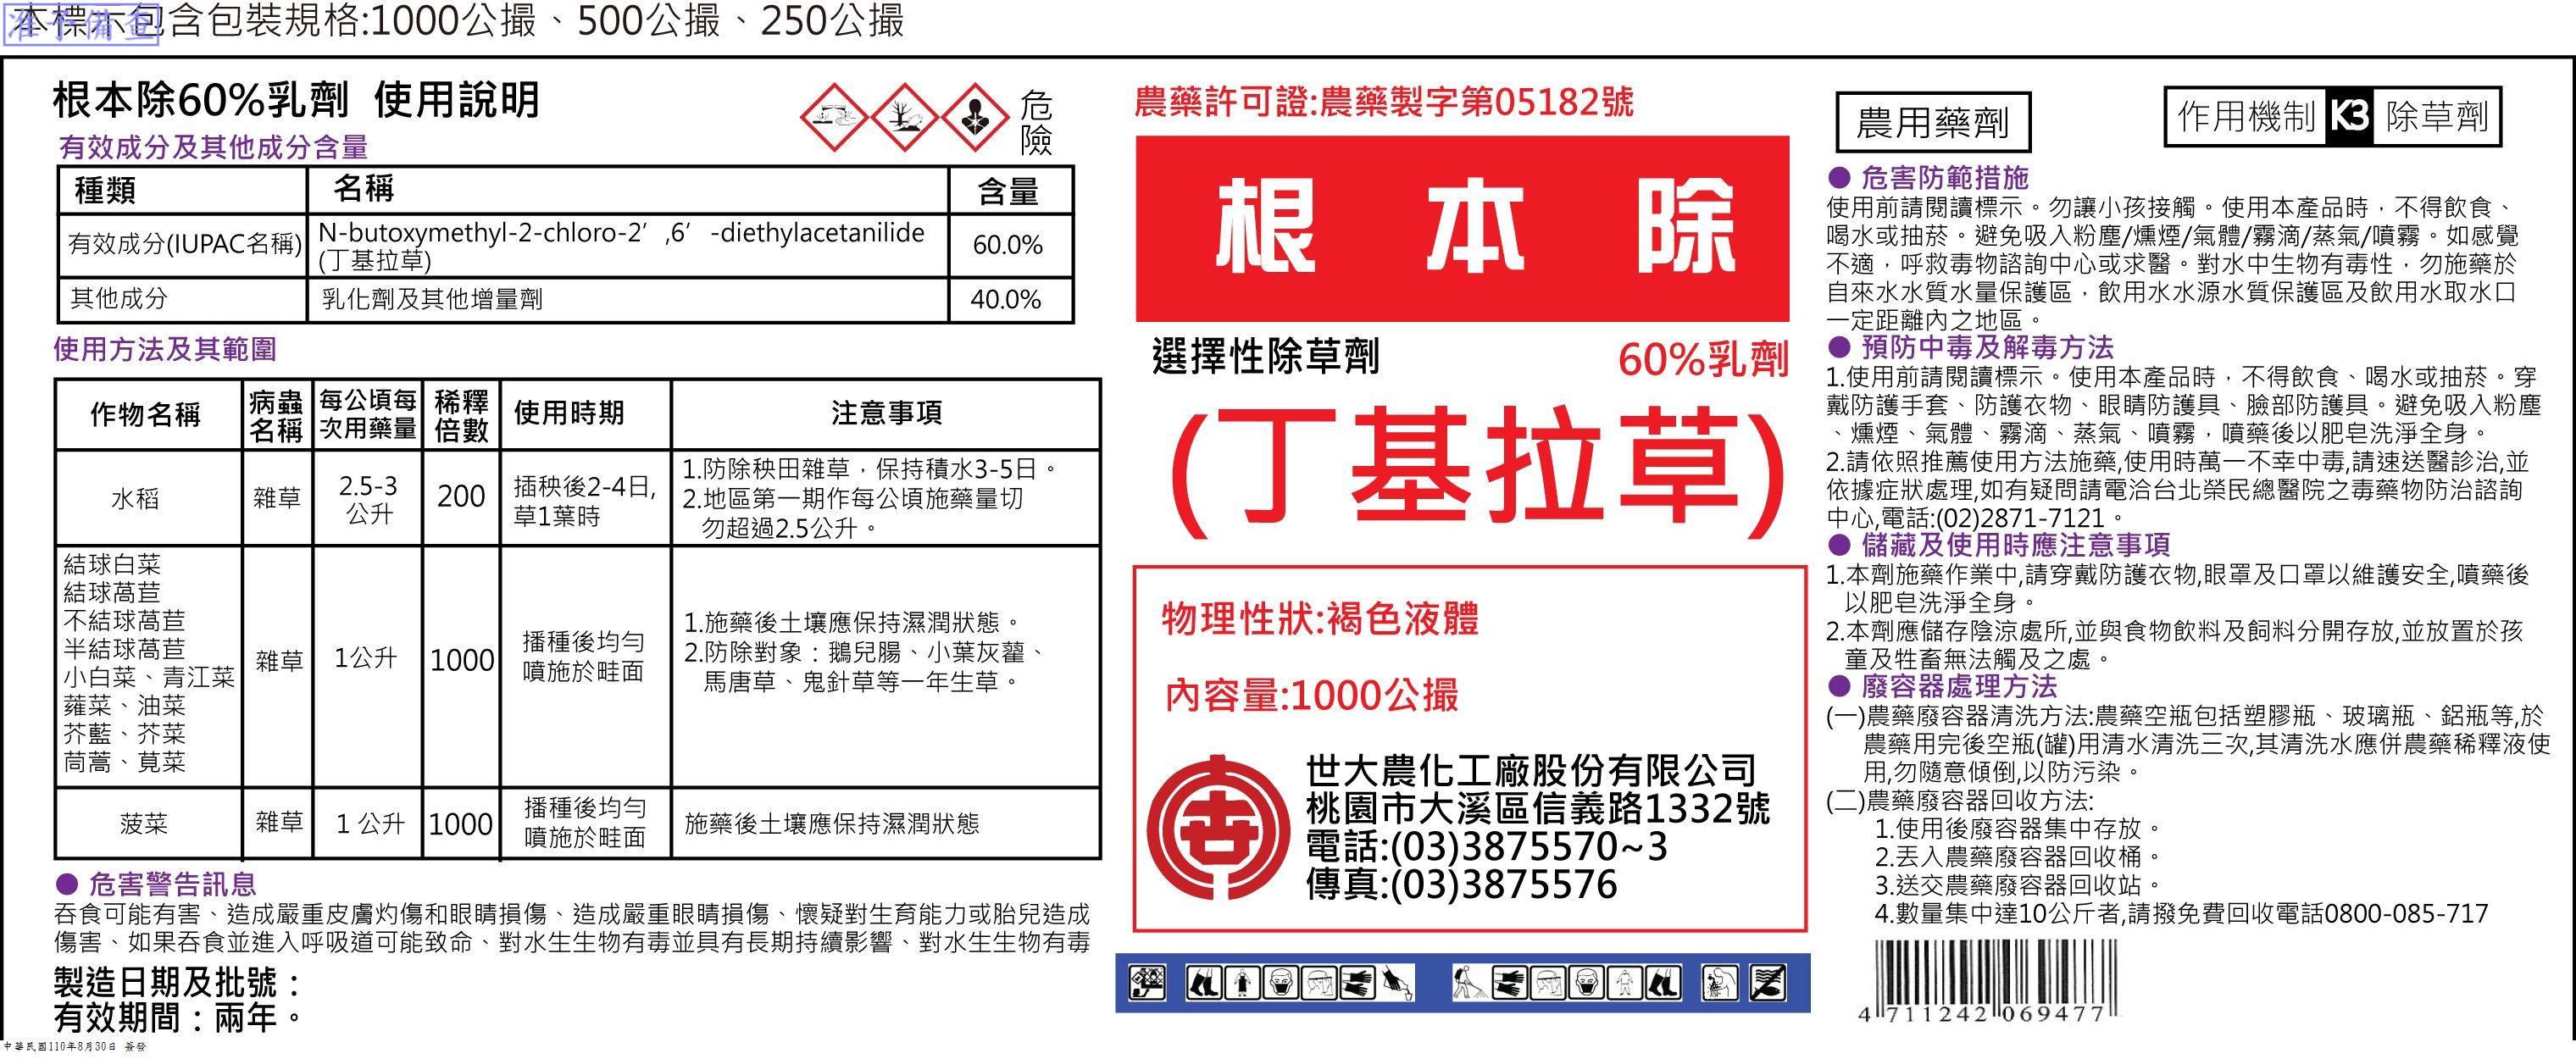 本標示包含包裝規格:1000公撮、500公撮、250公撮
准予備查
根本除60%乳劑 使用說明
危險
有效成分及其他成分含量
種類 名稱 含量
有效成分(IUPAC名稱) N-butoxymethyl-2-chloro-2′,6′-diethylacetanilide (丁基拉草) 60.0%
其他成分 乳化劑及其他增量劑 40.0%
使用方法及其範圍
作物名稱 病蟲名稱 每公頃每次用藥量 稀釋倍數 使用時期 注意事項
水稻 雜草 2.5-3公升 200 插秧後2-4日,草1葉時
1.防除秧田雜草，保持積水3-5日。
2.地區第一期作每公頃施藥量切
勿超過2.5公升。
結球白菜
結球萵苣
不結球萵苣
半結球萵苣
小白菜、青江菜
蕹菜、油菜
芥藍、芥菜
茼蒿、莧菜
雜草 1公升 1000 播種後均勻噴施於畦面
1.施藥後土壤應保持濕潤狀態。
2.防除對象：鵝兒腸、小葉灰藋、
馬唐草、鬼針草等一年生草。
菠菜 雜草 1 公升 1000 播種後均勻噴施於畦面 施藥後土壤應保持濕潤狀態
● 危害警告訊息
吞食可能有害、造成嚴重皮膚灼傷和眼睛損傷、造成嚴重眼睛損傷、懷疑對生育能力或胎兒造成
傷害、如果吞食並進入呼吸道可能致命、對水生生物有毒並具有長期持續影響、對水生生物有毒
製造日期及批號：
有效期間：兩年。
中華民國110年8月30日 簽發
農藥許可證:農藥製字第05182號
根本除
選擇性除草劑 60%乳劑
(丁基拉草)
物理性狀:褐色液體
內容量:1000公撮
世大農化工廠股份有限公司
桃園市大溪區信義路1332號
電話:(03)3875570~3
傳真:(03)3875576
農用藥劑
作用機制 K3 除草劑
● 危害防範措施
使用前請閱讀標示。勿讓小孩接觸。使用本產品時，不得飲食、
喝水或抽菸。避免吸入粉塵/燻煙/氣體/霧滴/蒸氣/噴霧。如感覺
不適，呼救毒物諮詢中心或求醫。對水中生物有毒性，勿施藥於
自來水水質水量保護區，飲用水水源水質保護區及飲用水取水口
一定距離內之地區。
● 預防中毒及解毒方法
1.使用前請閱讀標示。使用本產品時，不得飲食、喝水或抽菸。穿
戴防護手套、防護衣物、眼睛防護具、臉部防護具。避免吸入粉塵
、燻煙、氣體、霧滴、蒸氣、噴霧，噴藥後以肥皂洗淨全身。
2.請依照推薦使用方法施藥,使用時萬一不幸中毒,請速送醫診治,並
依據症狀處理,如有疑問請電洽台北榮民總醫院之毒藥物防治諮詢
中心,電話:(02)2871-7121。
● 儲藏及使用時應注意事項
1.本劑施藥作業中,請穿戴防護衣物,眼罩及口罩以維護安全,噴藥後
以肥皂洗淨全身。
2.本劑應儲存陰涼處所,並與食物飲料及飼料分開存放,並放置於孩
童及牲畜無法觸及之處。
● 廢容器處理方法
(一)農藥廢容器清洗方法:農藥空瓶包括塑膠瓶、玻璃瓶、鋁瓶等,於
農藥用完後空瓶(罐)用清水清洗三次,其清洗水應併農藥稀釋液使
用,勿隨意傾倒,以防污染。
(二)農藥廢容器回收方法:
1.使用後廢容器集中存放。
2.丟入農藥廢容器回收桶。
3.送交農藥廢容器回收站。
4.數量集中達10公斤者,請撥免費回收電話0800-085-717
4 711242 069477